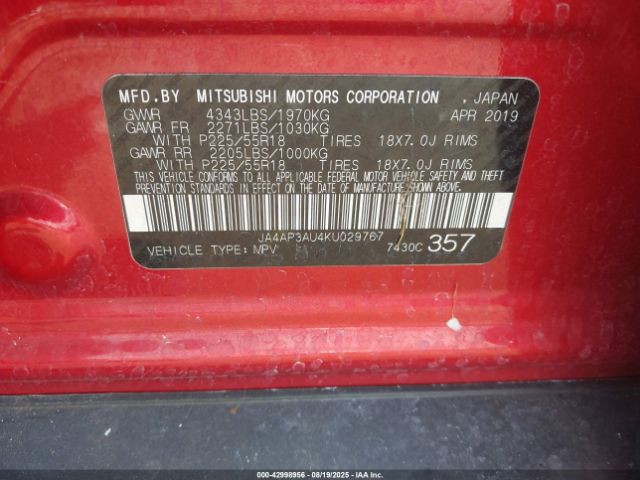 MFD.BY MITSUBISHI MOTORS CORPORATION , JAPAN
GVWR 4343LBS/1970KG APR 2019
GAWR FR 2271LBS/1030KG
WITH P225/55R18 TIRES 18X7.0J RIMS
GAWR RR 2205LBS/1000KG
WITH P225/55R18 TIRES 18X7.0J RIMS
THIS VEHICLE CONFORMS TO ALL APPLICABLE FEDERAL MOTOR VEHICLE SAFETY AND THEFT
PREVENTION STANDARDS IN EFFECT ON THE DATE OF MANUFACTURE SHOWN ABOVE.
JA4AP3AU4KU029767
VEHICLE TYPE: MPV 7430C 357
000-42998956 - 08/19/2025 - © IAA Holdings, LLC